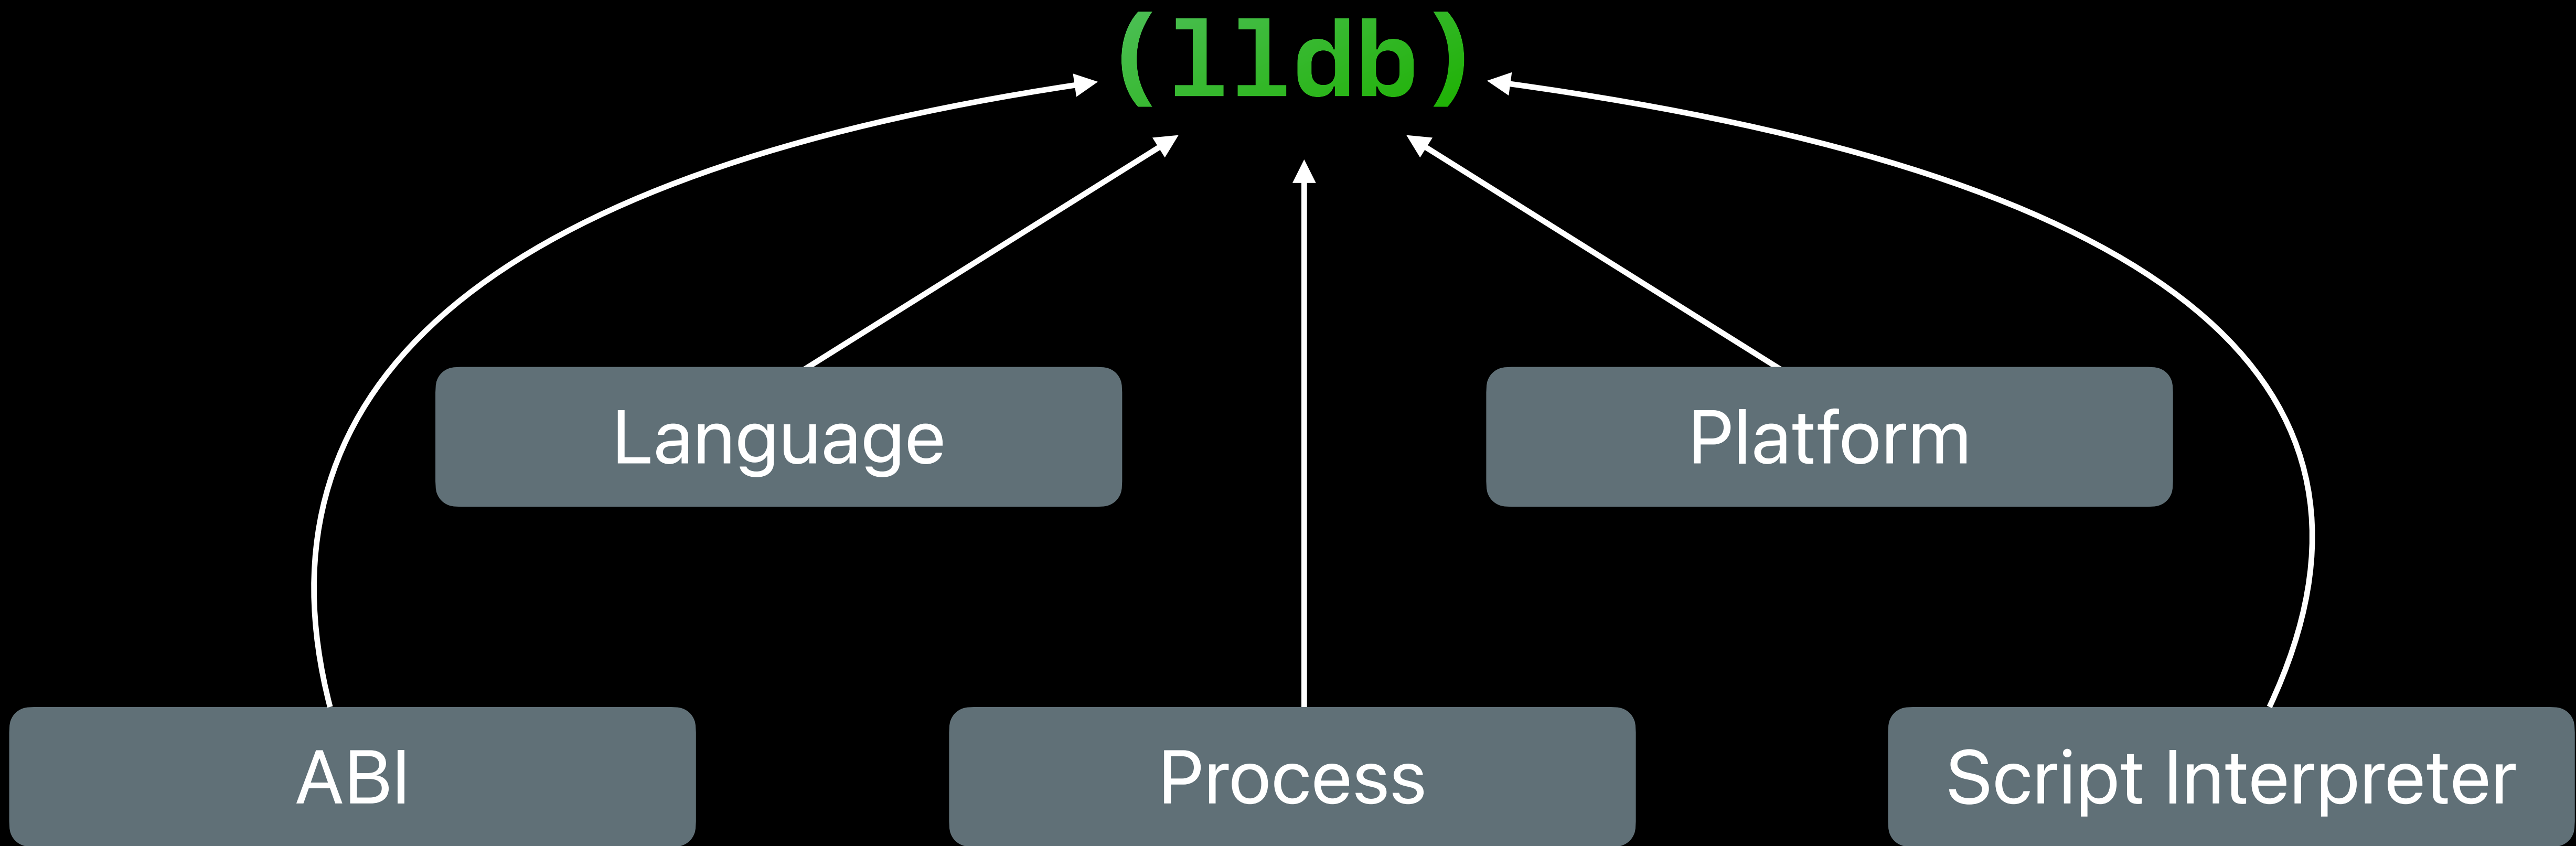 (lldb)
Language
Platform
ABI
Process
Script Interpreter